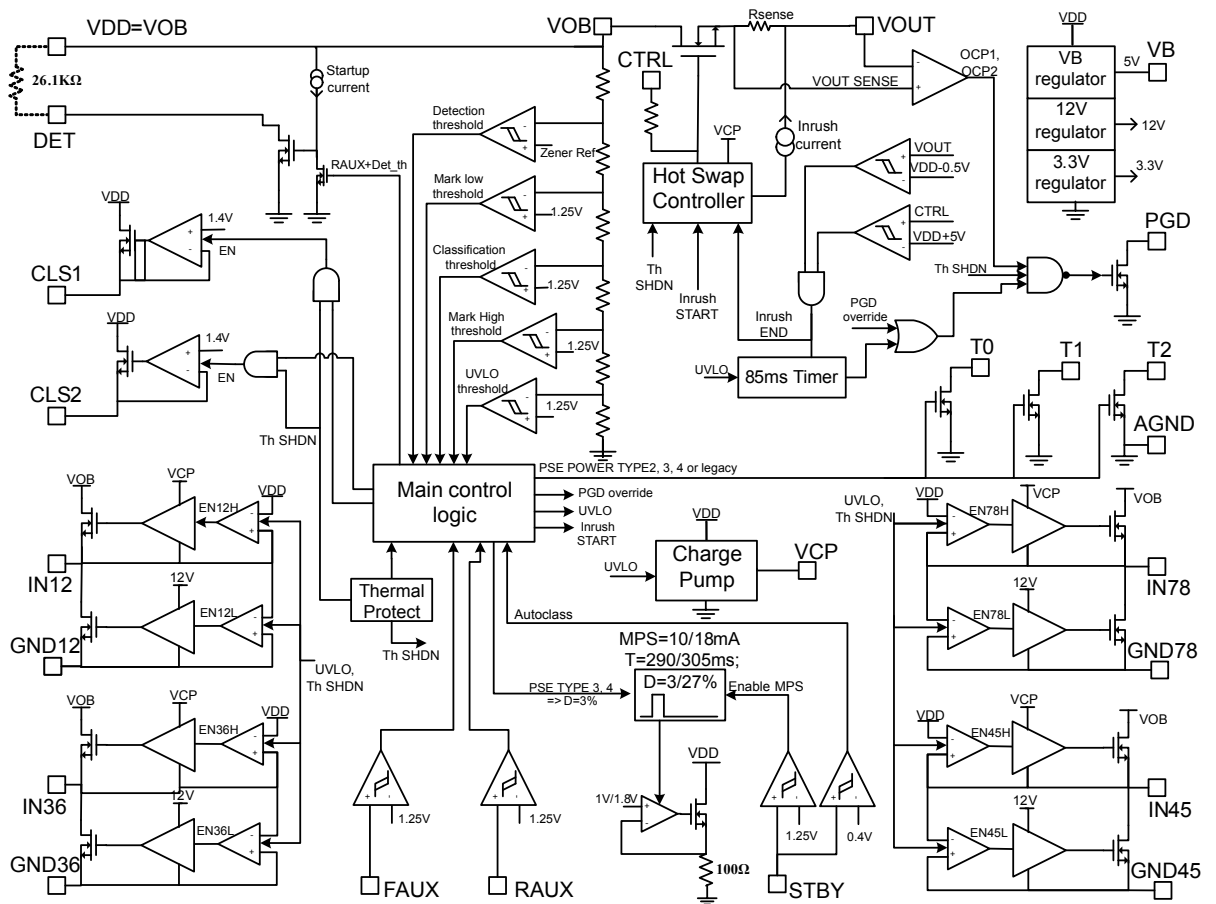 VDD=VOB
VOB
Rsense
VOUT
VDD
VB
5V
VB
regulator
12V
regulator
12V
3.3V
regulator
3.3V
26.1KΩ
DET
Startup
current
RAUX+Det_th
CTRL
VOUT SENSE
-
+
OCP1,
OCP2
Inrush
current
VCP
Hot Swap
Controller
Th
SHDN
Inrush
START
Inrush
END
VOUT
VDD-0.5V
CTRL
VDD+5V
Detection
threshold
-
+
Zener Ref
Mark low
threshold
-
+
1.25V
Classification
threshold
-
+
1.25V
Mark High
threshold
-
+
1.25V
UVLO
threshold
-
+
1.25V
VDD
1.4V
+
-
EN
CLS1
VDD
1.4V
+
-
EN
CLS2
Th SHDN
Th SHDN
PGD
PGD
override
UVLO
85ms Timer
T0
T1
T2
AGND
PSE POWER TYPE2, 3, 4 or legacy
Main control
logic
PGD override
UVLO
Inrush
START
Thermal
Protect
Th SHDN
VDD
UVLO
Charge
Pump
VCP
Autoclass
MPS=10/18mA
T=290/305ms;
D=3/27%
PSE TYPE 3, 4
=> D=3%
Enable MPS
VDD
1V/1.8V
+
-
100Ω
+
-
1.25V
FAUX
+
-
1.25V
RAUX
+
-
1.25V
+
-
0.4V
STBY
VOB
VCP
EN12H
VDD
-
+
IN12
12V
EN12L
-
+
GND12
UVLO,
Th SHDN
VOB
VCP
EN36H
VDD
-
+
IN36
12V
EN36L
-
+
GND36
UVLO,
Th SHDN
VDD
-
+
EN78H
VCP
VOB
IN78
-
+
EN78L
12V
GND78
VDD
-
+
EN45H
VCP
VOB
IN45
-
+
EN45L
12V
GND45